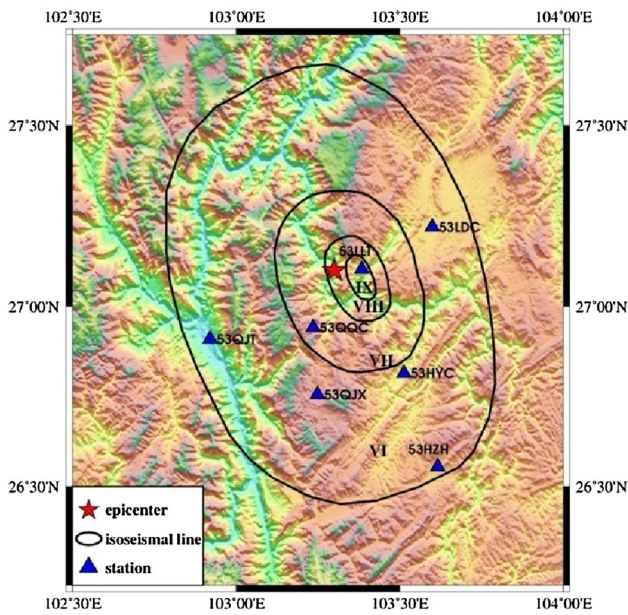 102°30'E 103°00'E 103°30'E 104°00'E
27°30'N 27°30'N
53LDC
53LLT
IX
27°00'N 27°00'N
VIII
53QQC
53QJT
VII
53HYC
53QJX
VI
53HZH
26°30'N 26°30'N
epicenter
isoseismal line
station
102°30'E 103°00'E 103°30'E 104°00'E